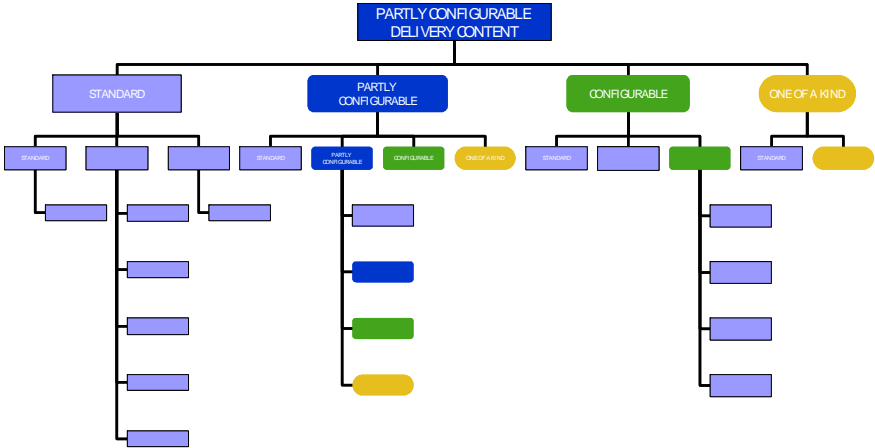 PARTLY CONFIGURABLE
DELIVERY CONTENT
STANDARD
PARTLY
CONFIGURABLE
CONFIGURABLE
ONE OF A KIND
STANDARD
STANDARD
PARTLY
CONFIGURABLE
CONFIGURABLE
ONE OF A KIND
STANDARD
STANDARD